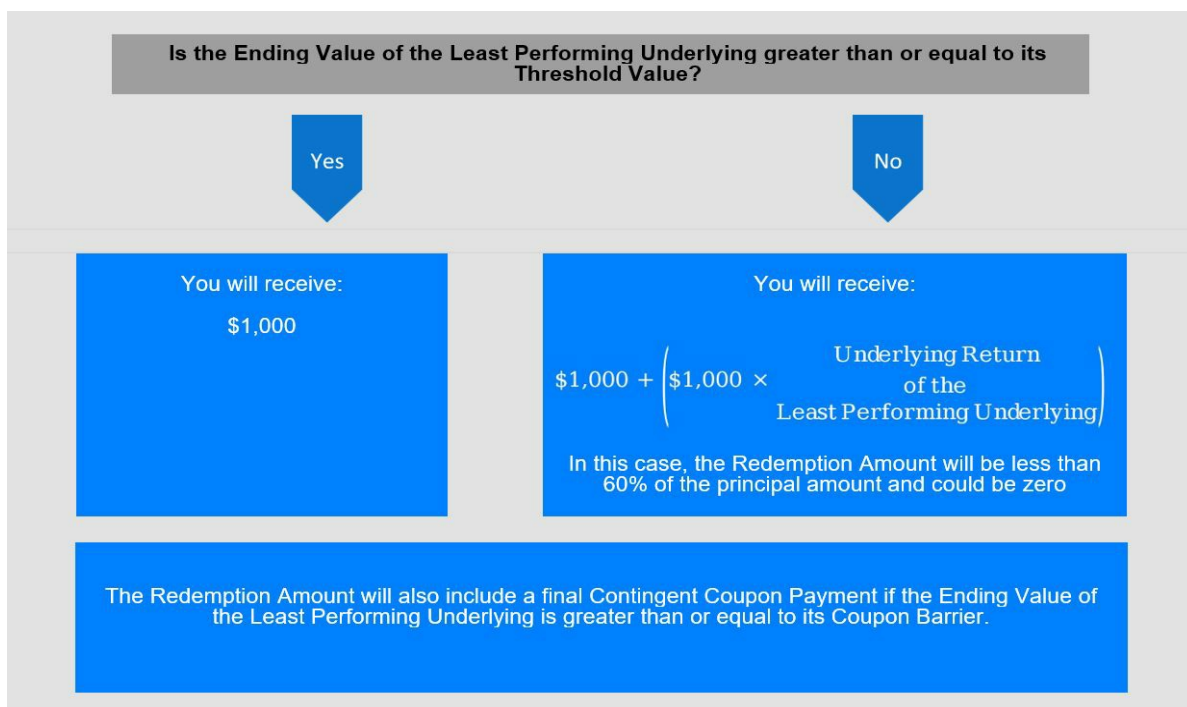 Is the Ending Value of the Least Performing Underlying greater than or equal to its
Threshold Value?
Yes
No
You will receive:
$1,000
You will receive:
Underlying Return
$1,000 + ($1,000 × of the
Least Performing Underlying)
In this case, the Redemption Amount will be less than
60% of the principal amount and could be zero
The Redemption Amount will also include a final Contingent Coupon Payment if the Ending Value of
the Least Performing Underlying is greater than or equal to its Coupon Barrier.